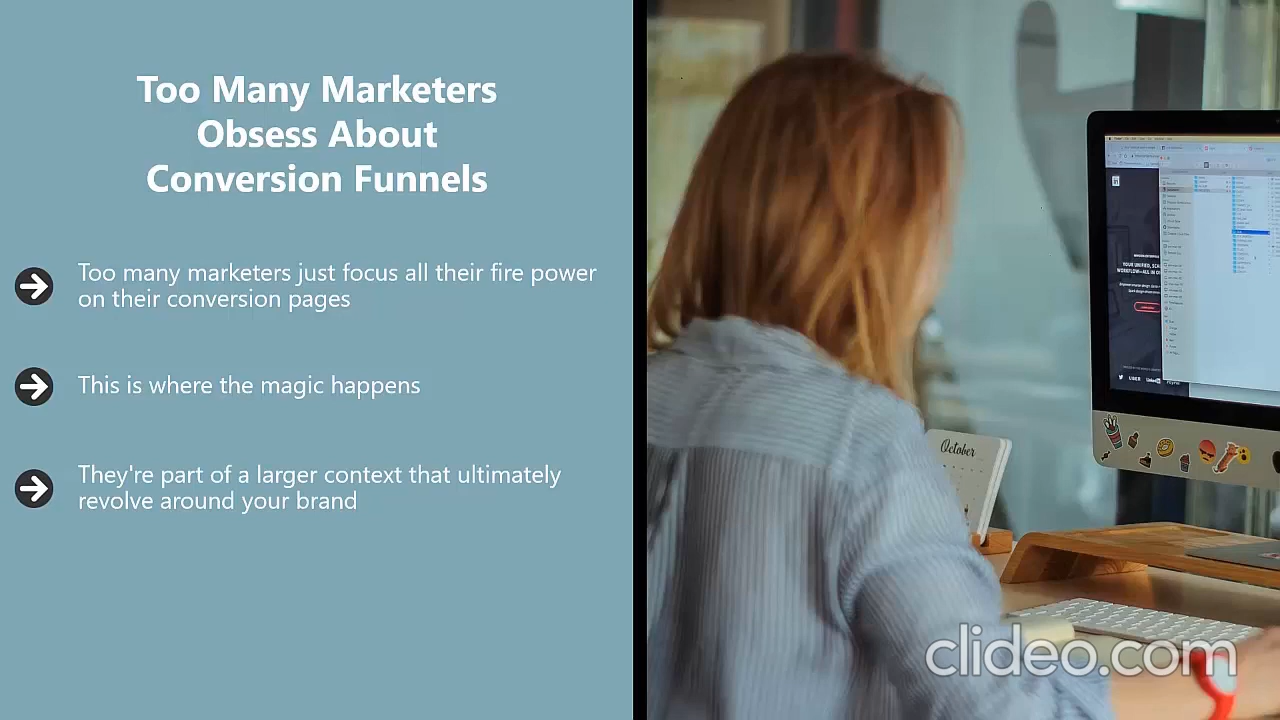 Too Many Marketers
Obsess About
Conversion Funnels
Too many marketers just focus all their fire power
on their conversion pages
This is where the magic happens
They're part of a larger context that ultimately
revolve around your brand
October
in
clideo.com